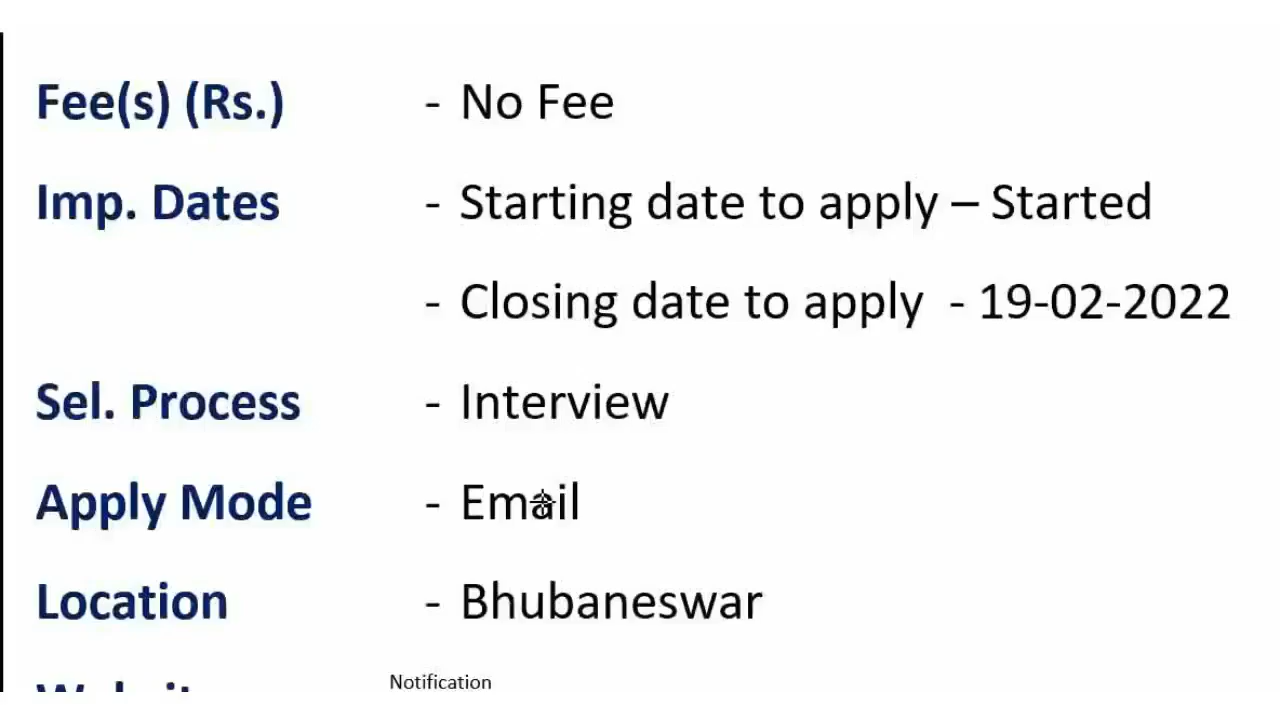 Fee(s) (Rs.) - No Fee
Imp. Dates - Starting date to apply – Started
- Closing date to apply - 19-02-2022
Sel. Process - Interview
Apply Mode - Email
Location - Bhubaneswar
Notification